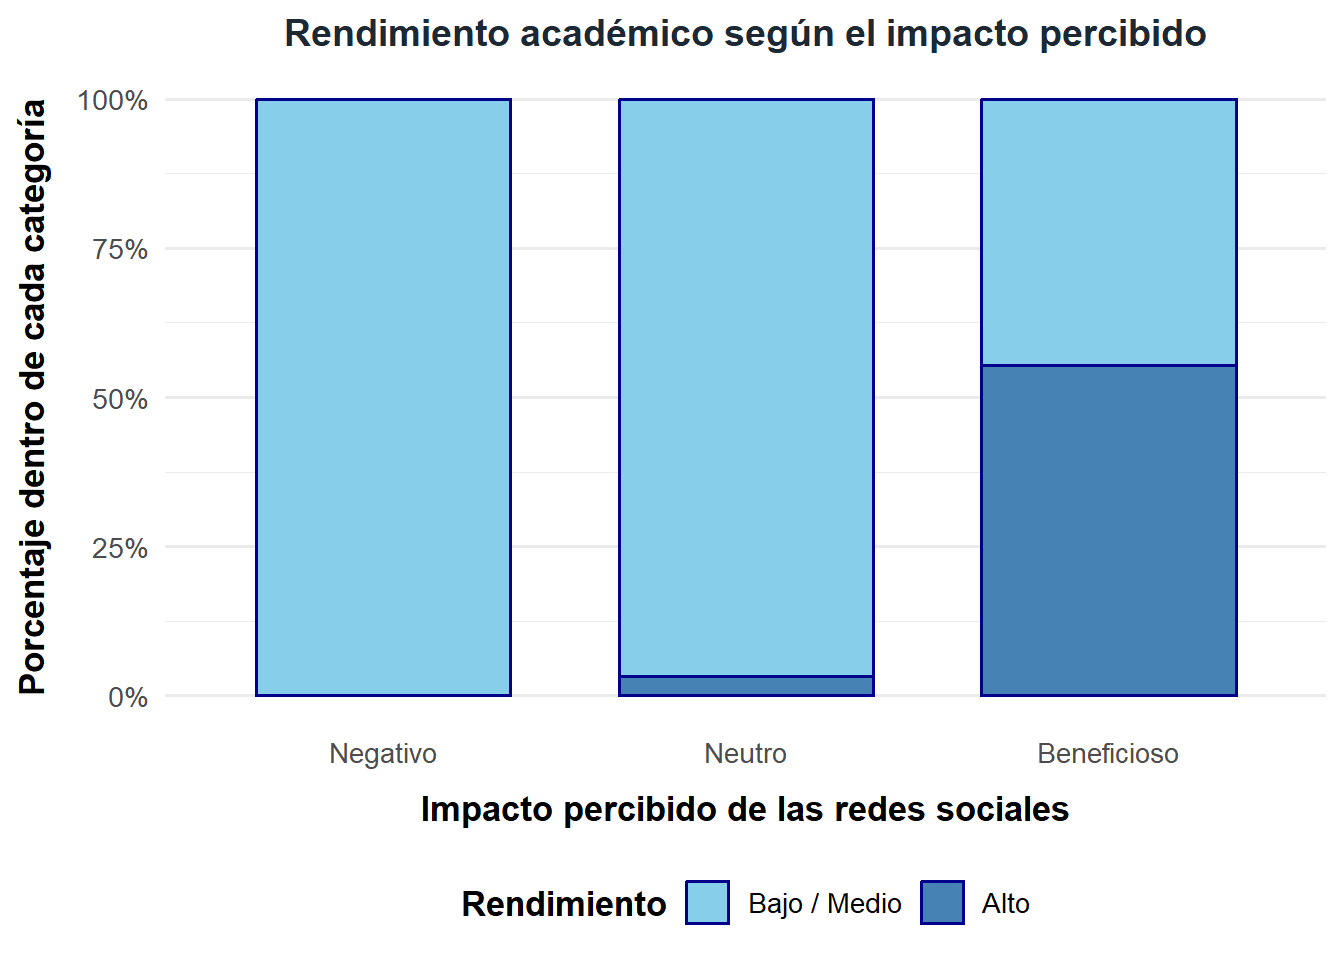 Rendimiento académico según el impacto percibido
Porcentaje dentro de cada categoría
100%
75%
50%
25%
0%
Negativo
Neutro
Beneficioso
Impacto percibido de las redes sociales
Rendimiento
Bajo / Medio
Alto